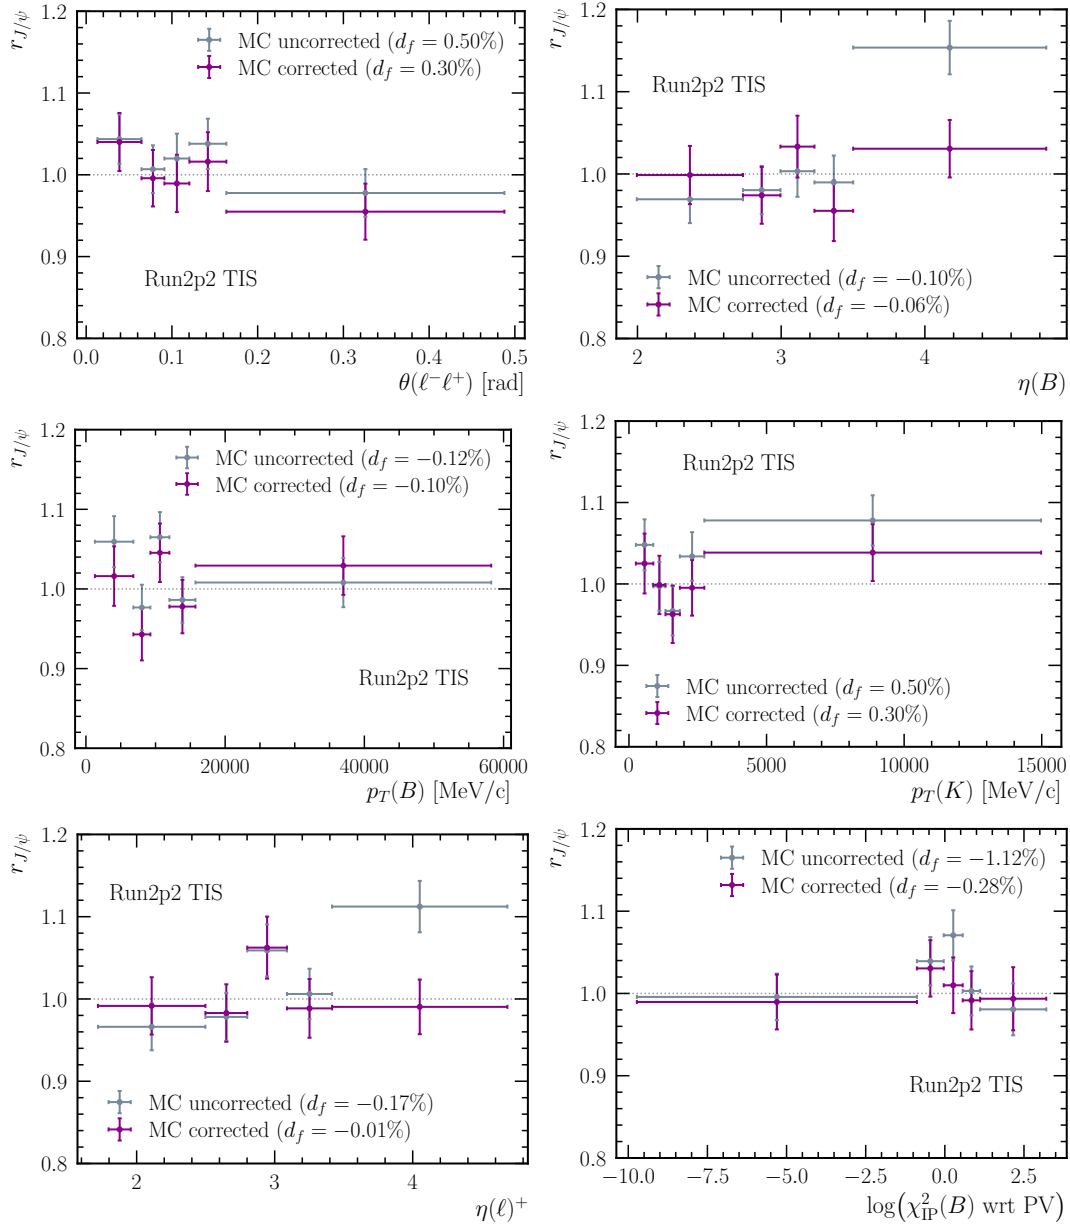 r_{J/ψ}
1.2
1.1
1.0
0.9
0.8
MC uncorrected (d_f = 0.50%)
MC corrected (d_f = 0.30%)
Run2p2 TIS
0.0 0.1 0.2 0.3 0.4 0.5
θ(ℓ⁻ℓ⁺) [rad]
r_{J/ψ}
1.2
1.1
1.0
0.9
0.8
Run2p2 TIS
MC uncorrected (d_f = −0.10%)
MC corrected (d_f = −0.06%)
2 3 4
η(B)
r_{J/ψ}
1.2
1.1
1.0
0.9
0.8
MC uncorrected (d_f = −0.12%)
MC corrected (d_f = −0.10%)
Run2p2 TIS
0 20000 40000 60000
p_T(B) [MeV/c]
r_{J/ψ}
1.2
1.1
1.0
0.9
0.8
Run2p2 TIS
MC uncorrected (d_f = 0.50%)
MC corrected (d_f = 0.30%)
0 5000 10000 15000
p_T(K) [MeV/c]
r_{J/ψ}
1.2
1.1
1.0
0.9
0.8
Run2p2 TIS
MC uncorrected (d_f = −0.17%)
MC corrected (d_f = −0.01%)
2 3 4
η(ℓ)⁺
r_{J/ψ}
1.2
1.1
1.0
0.9
0.8
MC uncorrected (d_f = −1.12%)
MC corrected (d_f = −0.28%)
Run2p2 TIS
−10.0 −7.5 −5.0 −2.5 0.0 2.5
log(χ²_{IP}(B) wrt PV)